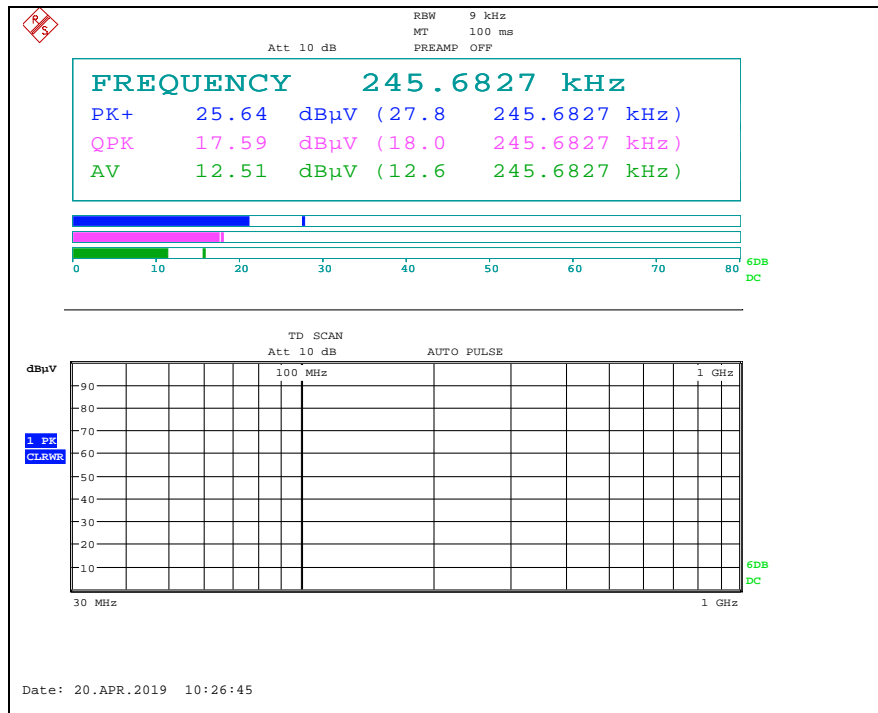 R S
RBW 9 kHz
MT 100 ms
Att 10 dB PREAMP OFF
FREQUENCY 245.6827 kHz
PK+ 25.64 dBµV (27.8 245.6827 kHz)
QPK 17.59 dBµV (18.0 245.6827 kHz)
AV 12.51 dBµV (12.6 245.6827 kHz)
0 10 20 30 40 50 60 70 80
6DB
DC
TD SCAN
Att 10 dB AUTO PULSE
dBµV
100 MHz 1 GHz
90
80
70
1 PK
CLRWR
60
50
40
30
20
10
6DB
DC
30 MHz 1 GHz
Date: 20.APR.2019 10:26:45